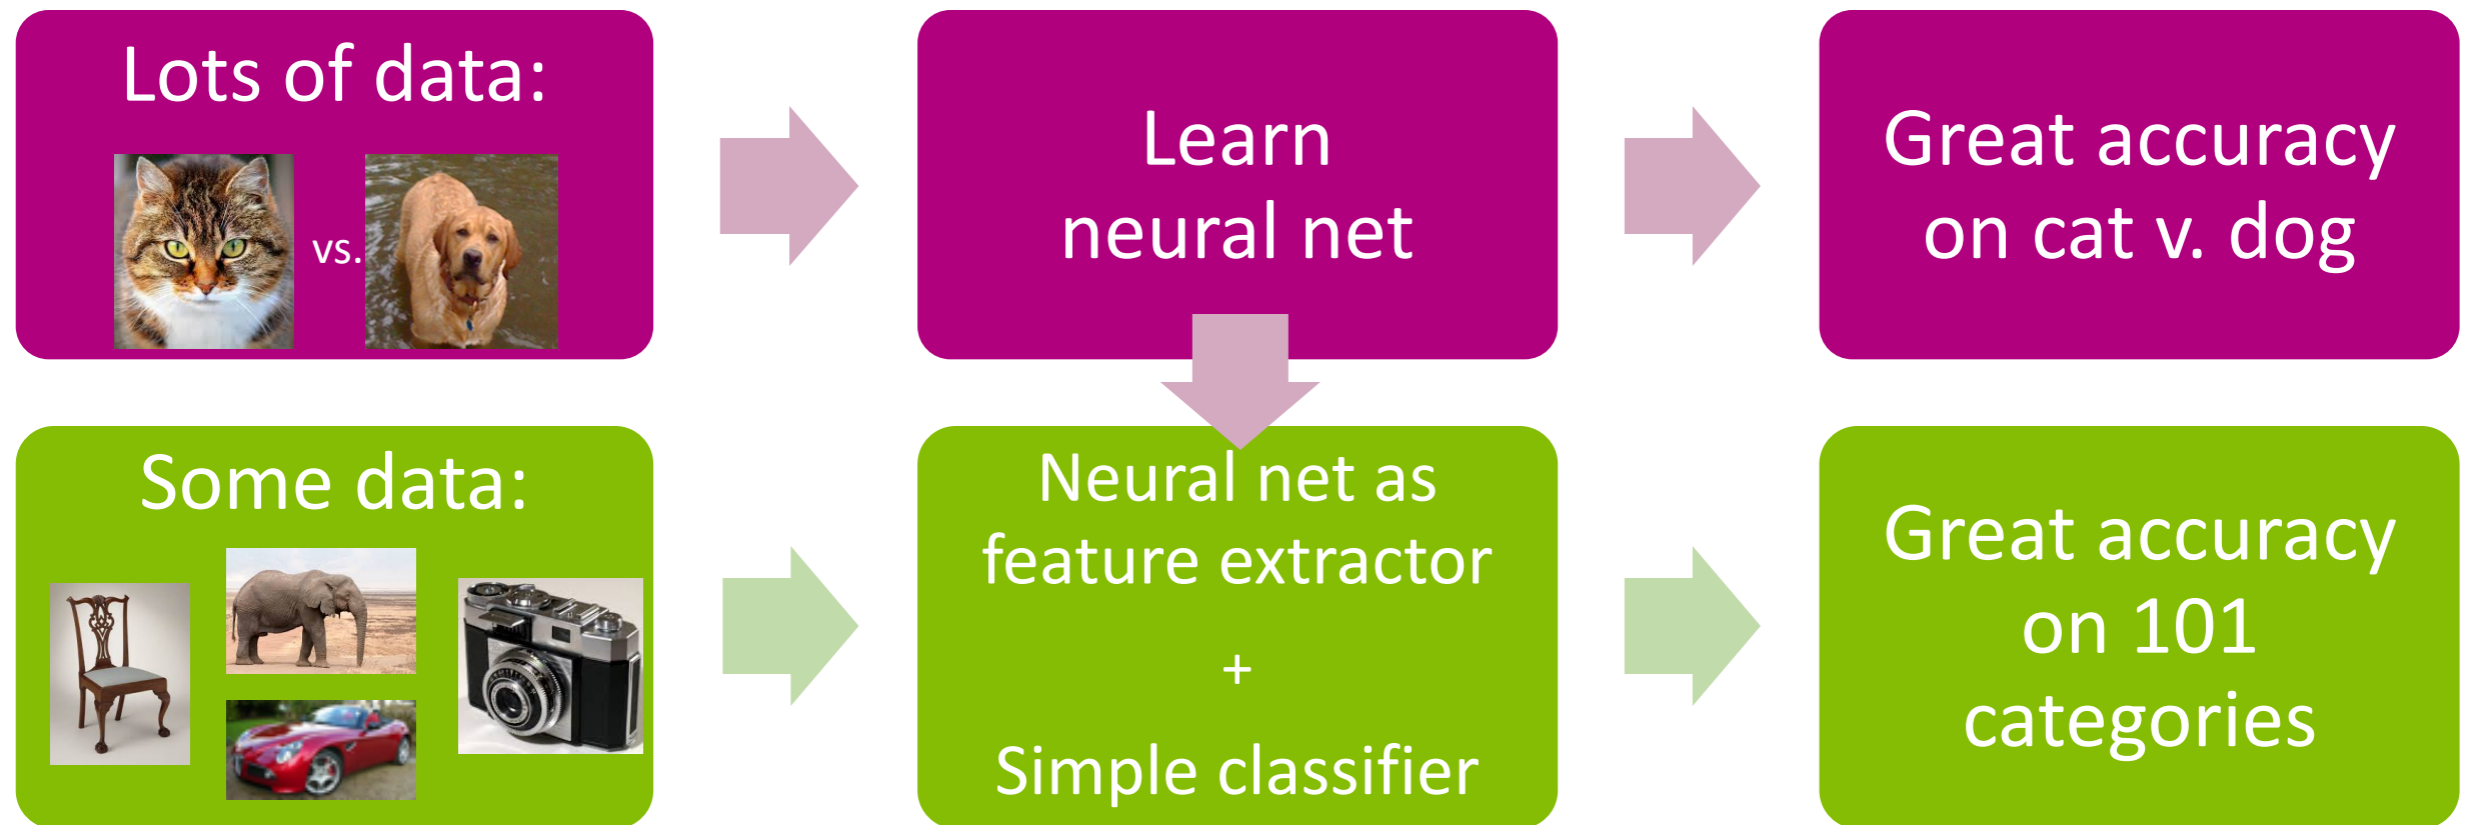 Lots of data:
vs.
Learn
neural net
Great accuracy
on cat v. dog
Some data:
Neural net as
feature extractor
+
Simple classifier
Great accuracy
on 101
categories